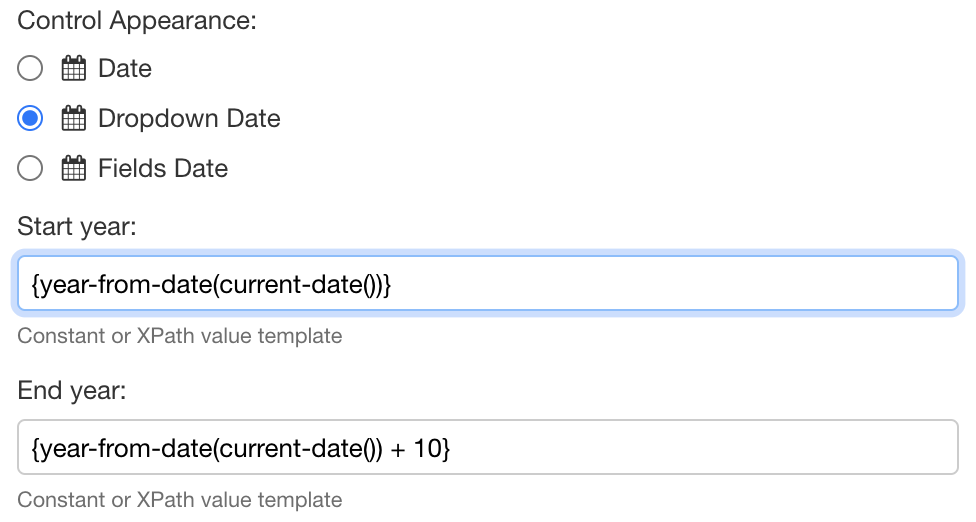 Control Appearance:
Date
Dropdown Date
Fields Date
Start year:
{year-from-date(current-date())}
Constant or XPath value template
End year:
{year-from-date(current-date()) + 10}
Constant or XPath value template